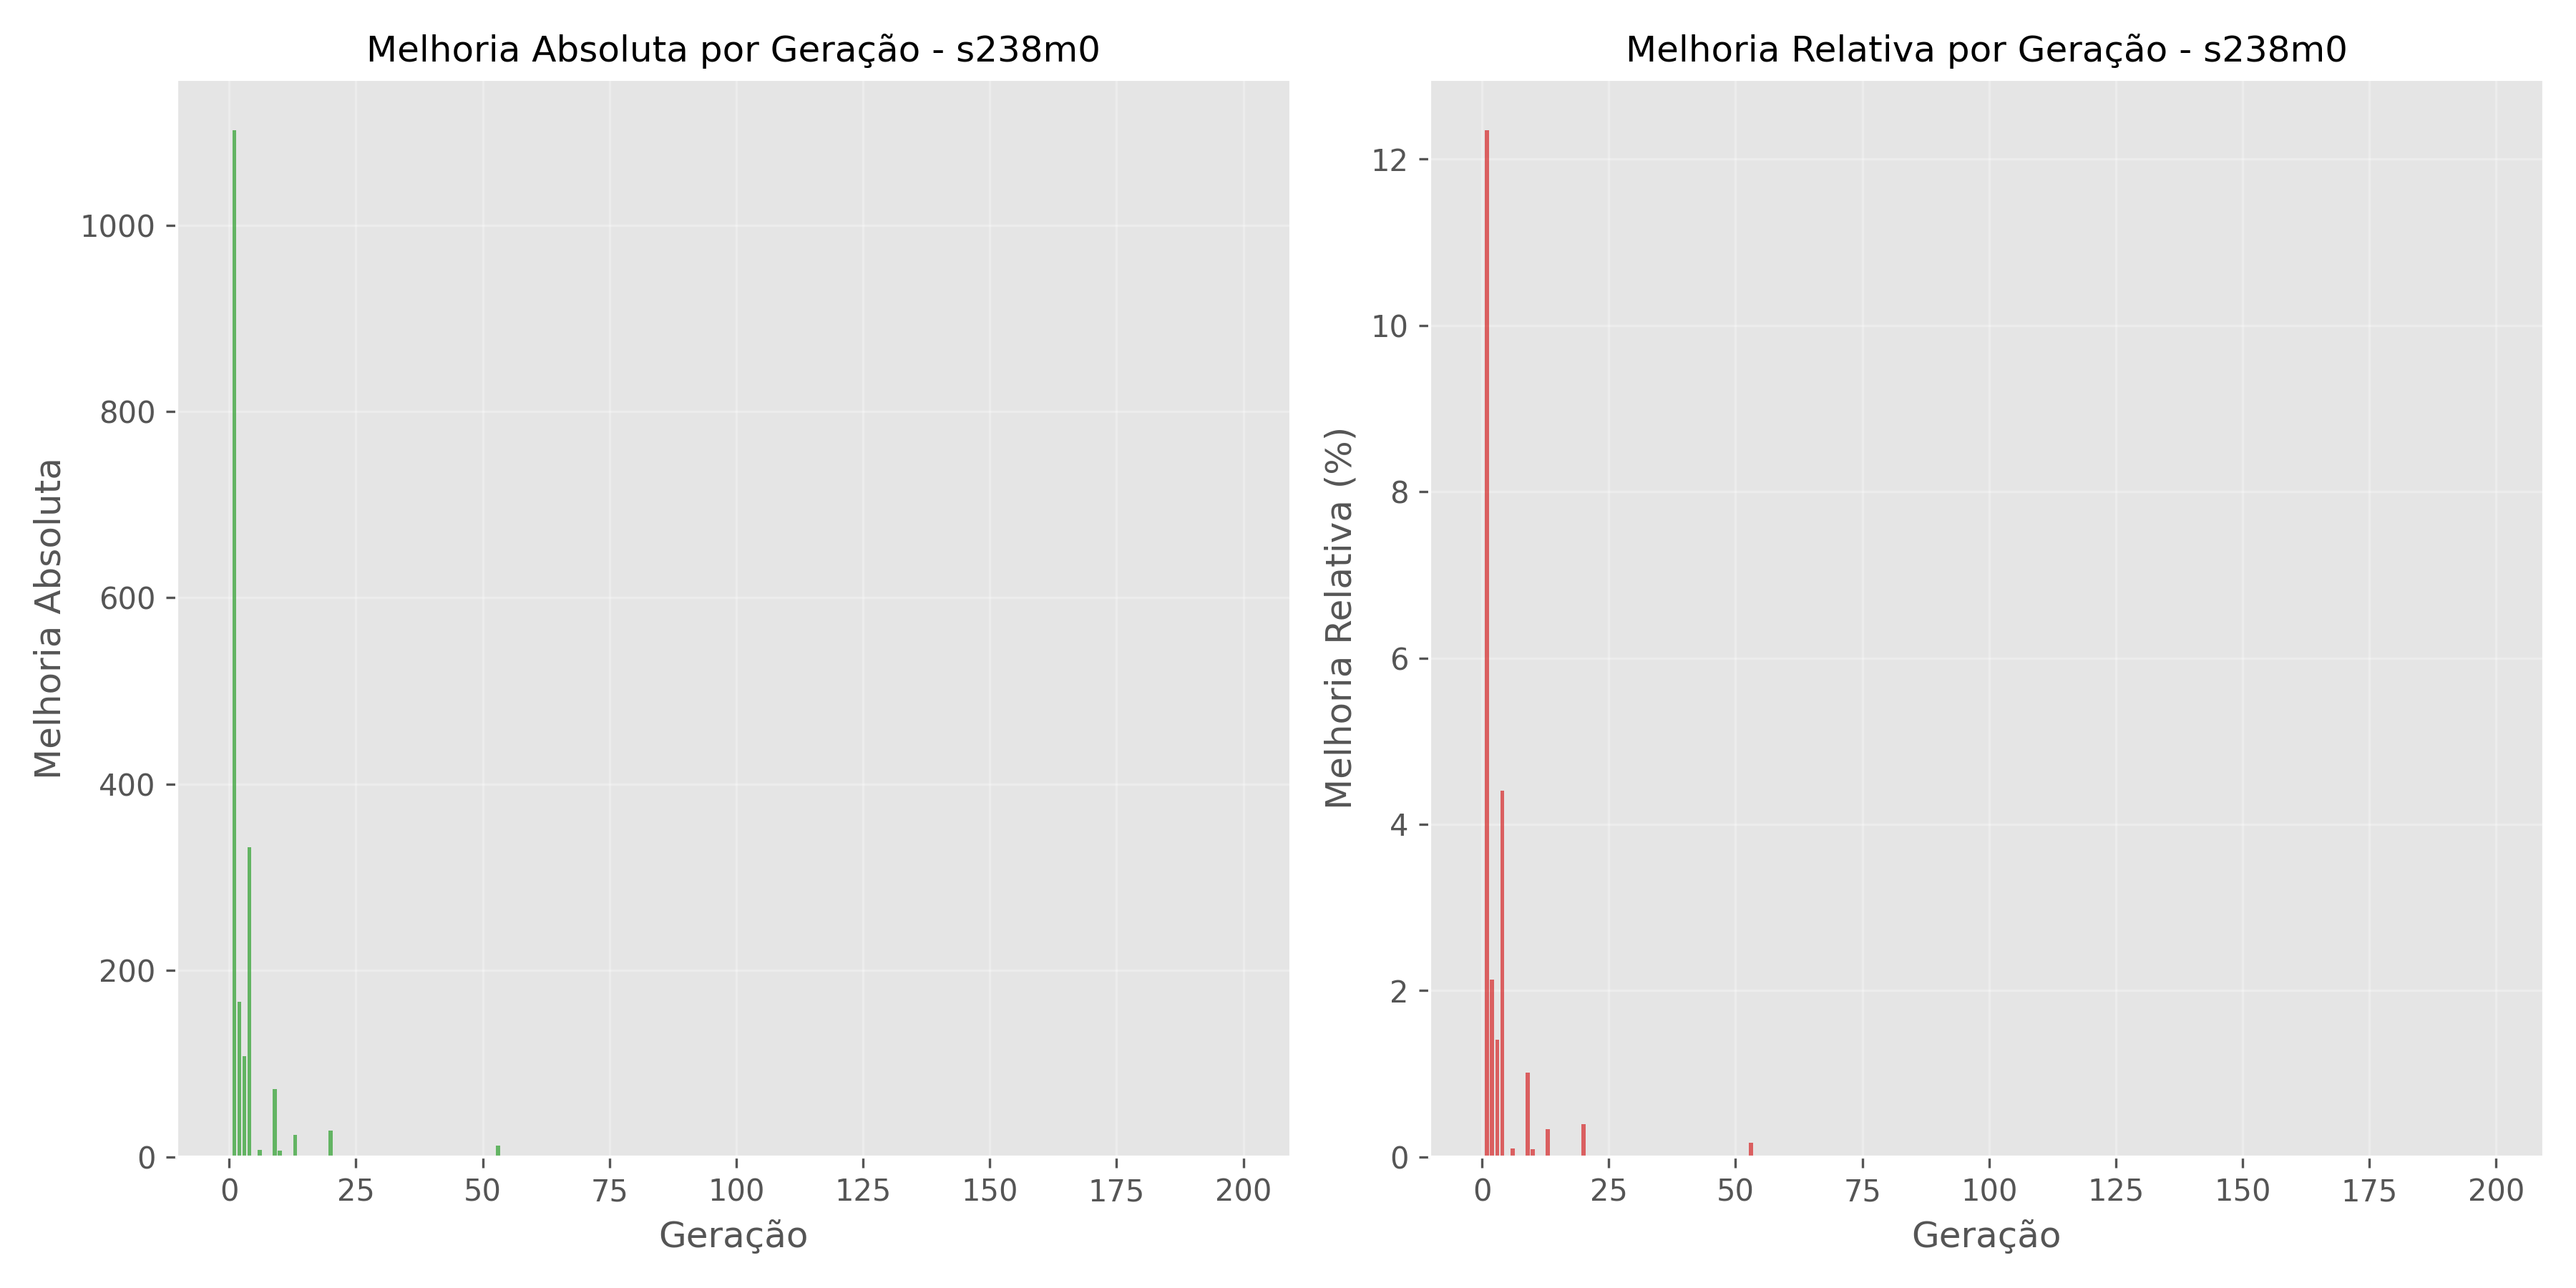 Melhoria Absoluta por Geração - s238m0
Melhoria Absoluta
1000
800
600
400
200
0
0 25 50 75 100 125 150 175 200
Geração
Melhoria Relativa por Geração - s238m0
Melhoria Relativa (%)
12
10
8
6
4
2
0
0 25 50 75 100 125 150 175 200
Geração